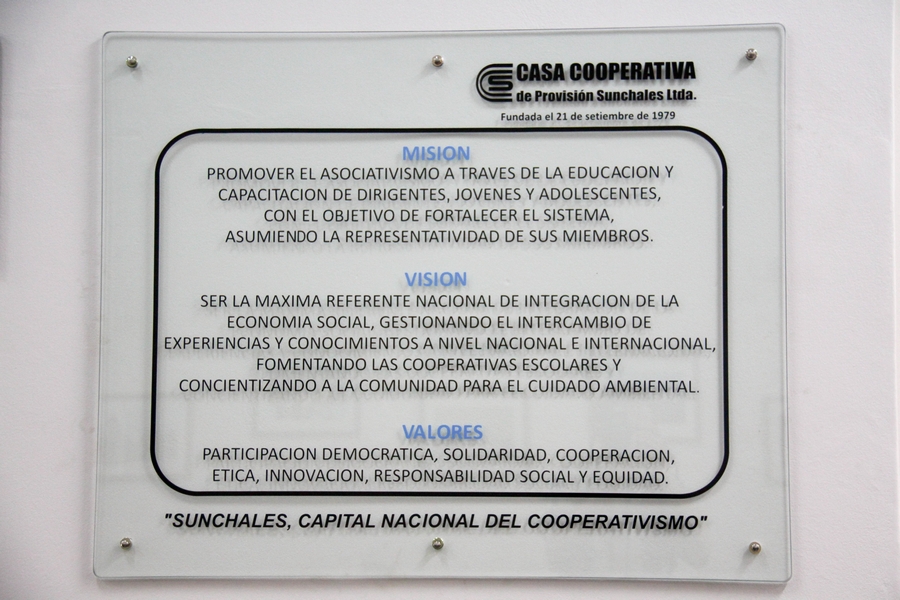 CASA COOPERATIVA
de Provisión Sunchales Ltda.
Fundada el 21 de setiembre de 1979
MISION
PROMOVER EL ASOCIATIVISMO A TRAVES DE LA EDUCACION Y
CAPACITACION DE DIRIGENTES, JOVENES Y ADOLESCENTES,
CON EL OBJETIVO DE FORTALECER EL SISTEMA,
ASUMIENDO LA REPRESENTATIVIDAD DE SUS MIEMBROS.
VISION
SER LA MAXIMA REFERENTE NACIONAL DE INTEGRACION DE LA
ECONOMIA SOCIAL, GESTIONANDO EL INTERCAMBIO DE
EXPERIENCIAS Y CONOCIMIENTOS A NIVEL NACIONAL E INTERNACIONAL,
FOMENTANDO LAS COOPERATIVAS ESCOLARES Y
CONCIENTIZANDO A LA COMUNIDAD PARA EL CUIDADO AMBIENTAL.
VALORES
PARTICIPACION DEMOCRATICA, SOLIDARIDAD, COOPERACION,
ETICA, INNOVACION, RESPONSABILIDAD SOCIAL Y EQUIDAD.
"SUNCHALES, CAPITAL NACIONAL DEL COOPERATIVISMO"